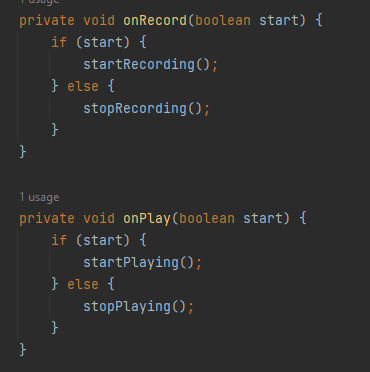 1 usage
private void onRecord(boolean start) {
    if (start) {
        startRecording();
    } else {
        stopRecording();
    }
}
1 usage
private void onPlay(boolean start) {
    if (start) {
        startPlaying();
    } else {
        stopPlaying();
    }
}